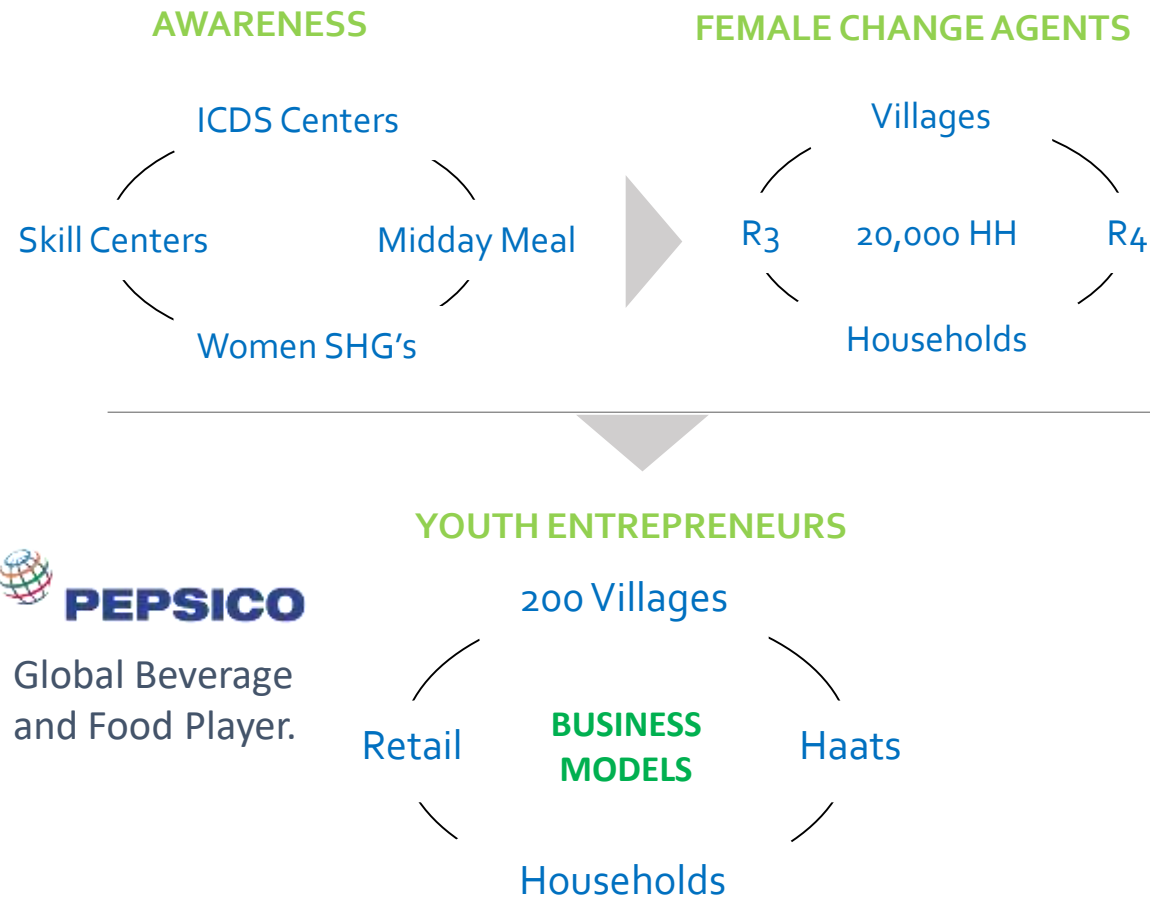 AWARENESS
FEMALE CHANGE AGENTS
ICDS Centers
Skill Centers
Midday Meal
Women SHG's
Villages
R3
20,000 HH
R4
Households
YOUTH ENTREPRENEURS
PEPSICO
Global Beverage
and Food Player.
200 Villages
Retail
BUSINESS
MODELS
Haats
Households